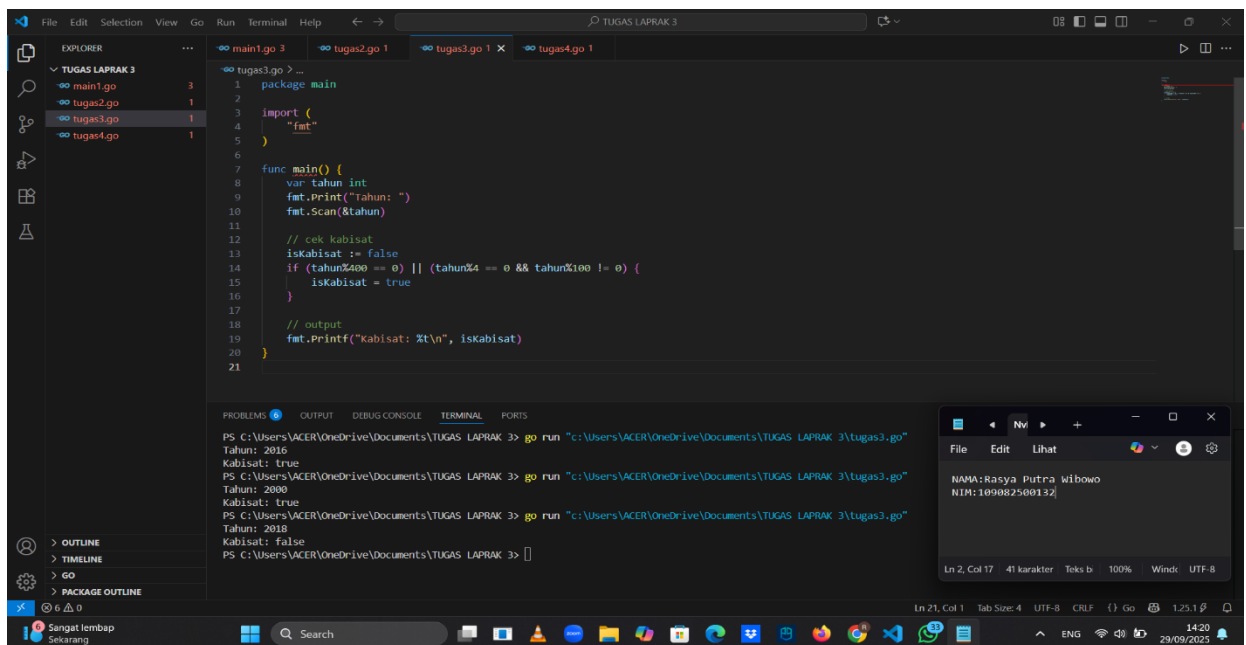 File Edit Selection View Go Run Terminal Help
TUGAS LAPRAK 3
EXPLORER
main1.go 3 tugas2.go 1 tugas3.go 1 tugas4.go 1
TUGAS LAPRAK 3
main1.go 3
tugas2.go 1
tugas3.go 1
tugas4.go 1
tugas3.go > ...
1 package main
2
3 import (
4 "fmt"
5 )
6
7 func main() {
8 var tahun int
9 fmt.Print("Tahun: ")
10 fmt.Scan(&tahun)
11
12 // cek kabisat
13 isKabisat := false
14 if (tahun%400 == 0) || (tahun%4 == 0 && tahun%100 != 0) {
15 isKabisat = true
16 }
17
18 // output
19 fmt.Printf("Kabisat: %t\n", isKabisat)
20 }
21
PROBLEMS 6 OUTPUT DEBUG CONSOLE TERMINAL PORTS
PS C:\Users\ACER\OneDrive\Documents\TUGAS LAPRAK 3> go run "c:\Users\ACER\OneDrive\Documents\TUGAS LAPRAK 3\tugas3.go"
Tahun: 2016
Kabisat: true
PS C:\Users\ACER\OneDrive\Documents\TUGAS LAPRAK 3> go run "c:\Users\ACER\OneDrive\Documents\TUGAS LAPRAK 3\tugas3.go"
Tahun: 2000
Kabisat: true
PS C:\Users\ACER\OneDrive\Documents\TUGAS LAPRAK 3> go run "c:\Users\ACER\OneDrive\Documents\TUGAS LAPRAK 3\tugas3.go"
Tahun: 2018
Kabisat: false
PS C:\Users\ACER\OneDrive\Documents\TUGAS LAPRAK 3>
OUTLINE
TIMELINE
GO
PACKAGE OUTLINE
File Edit Lihat
NAMA:Rasya Putra Wibowo
NIM:109082500132
Ln 2, Col 17 41 karakter Teks b 100% Windc UTF-8
6 0 Ln 21, Col 1 Tab Size: 4 UTF-8 CRLF {} Go 1.25.1
6 Sangat lembap
Sekarang
Search
33
ENG
14:20
29/09/2025